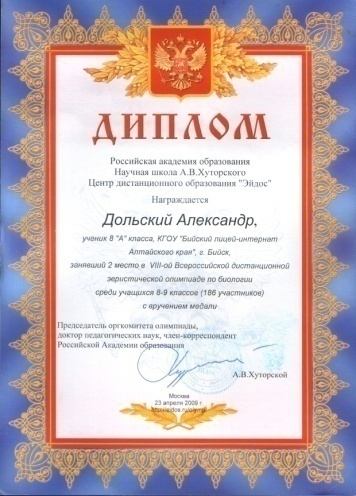 ДИПЛОМ
Российская академия образования
Научная школа А.В.Хуторского
Центр дистанционного образования "Эйдос"
Награждается
Дольский Александр,
ученик 8 "А" класса, КГОУ "Бийский лицей-интернат
Алтайского края", г. Бийск,
занявший 2 место в VIII-ой Всероссийской дистанционной
эвристической олимпиаде по биологии
среди учащихся 8-9 классов (186 участников)
с вручением медали
Председатель оргкомитета олимпиады,
доктор педагогических наук, член-корреспондент
Российской Академии образования
А.В.Хуторской
Москва
23 апреля 2009 г.